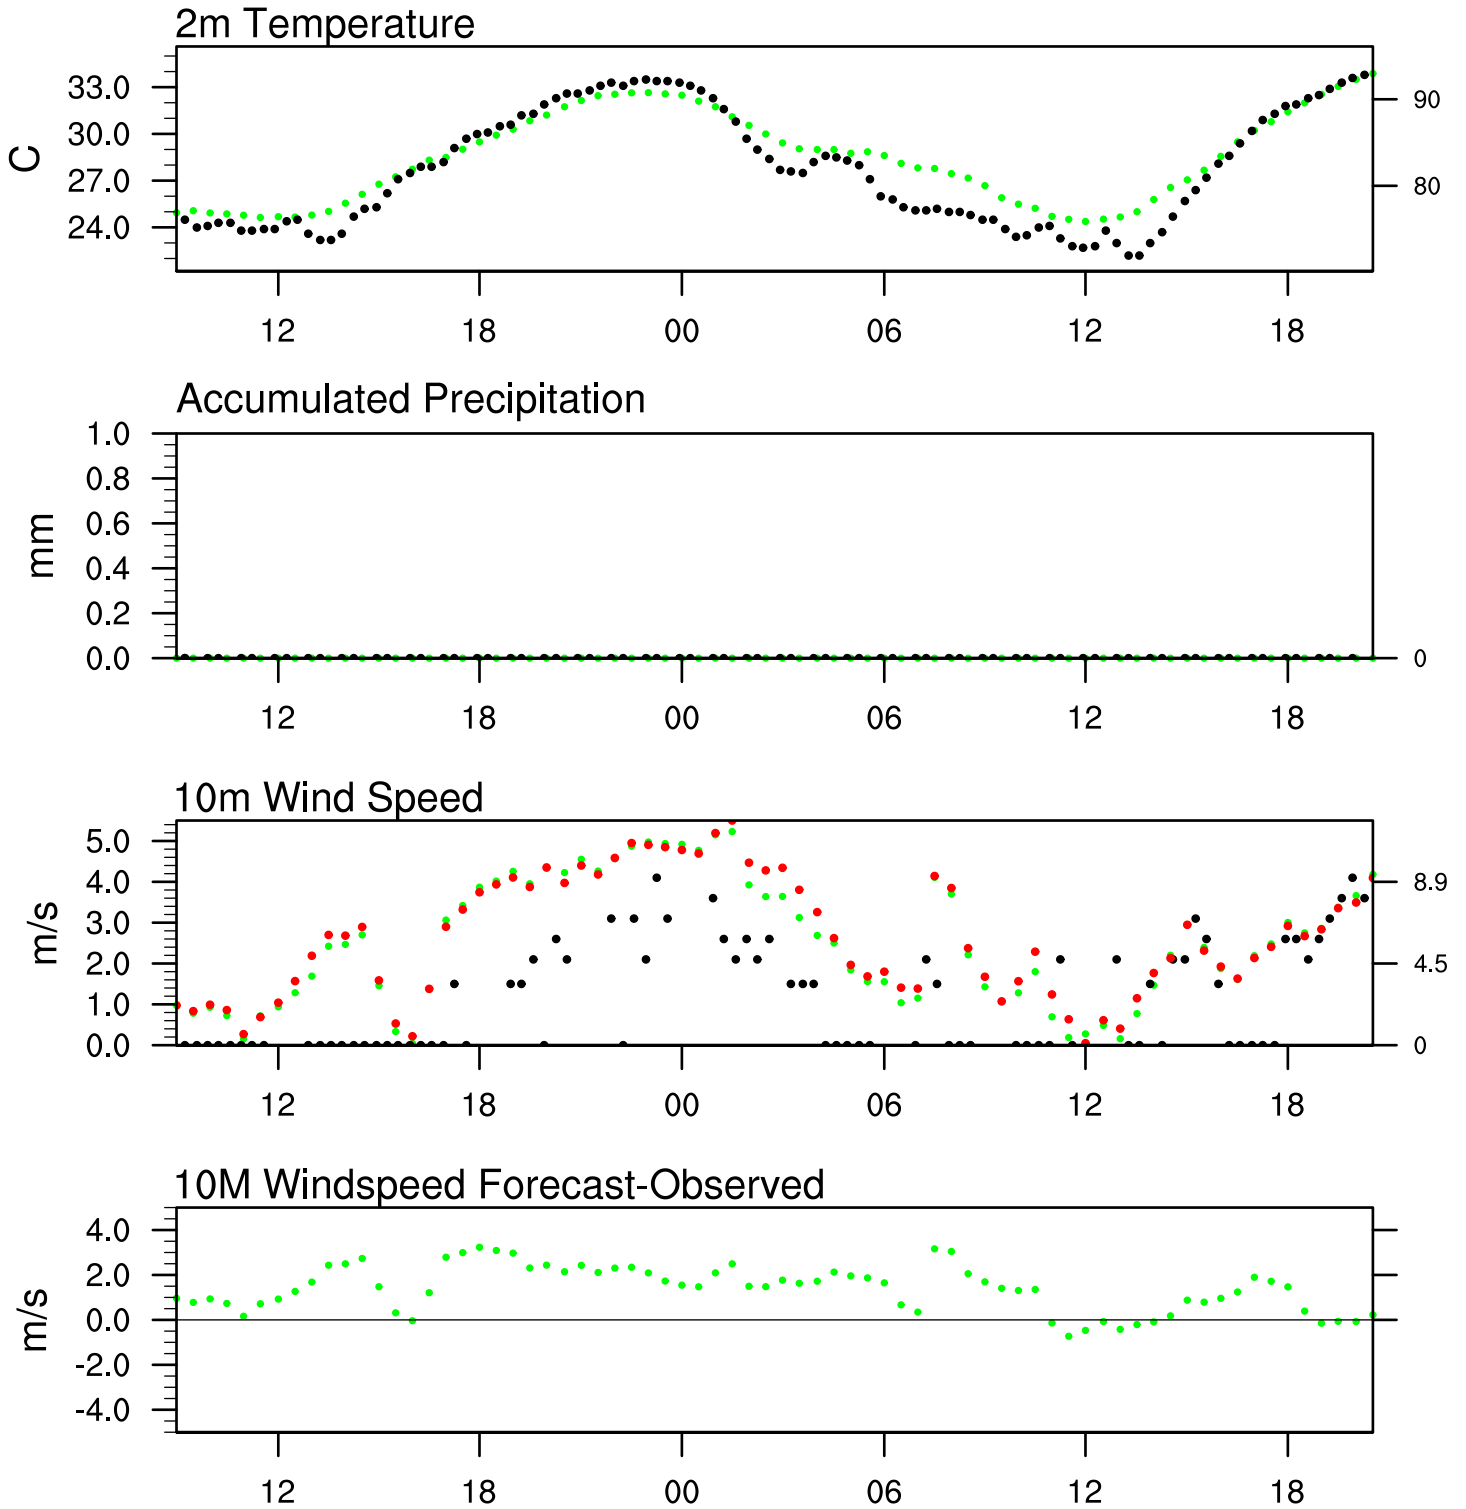 2m Temperature
33.0
30.0
27.0
24.0
C
90
80
12 18 00 06 12 18
Accumulated Precipitation
1.0
0.8
0.6
0.4
0.2
0.0
mm
0
12 18 00 06 12 18
10m Wind Speed
5.0
4.0
3.0
2.0
1.0
0.0
m/s
8.9
4.5
0
12 18 00 06 12 18
10M Windspeed Forecast-Observed
4.0
2.0
0.0
-2.0
-4.0
m/s
12 18 00 06 12 18